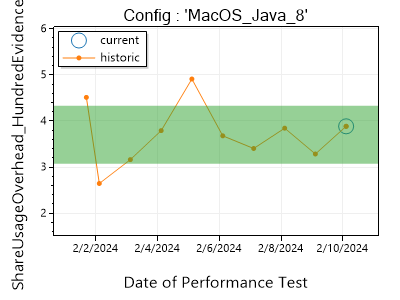 Config : 'MacOS_Java_8'
ShareUsageOverhead_HundredEvidence
6
5
4
3
2
current
historic
2/2/2024
2/4/2024
2/6/2024
2/8/2024
2/10/2024
Date of Performance Test